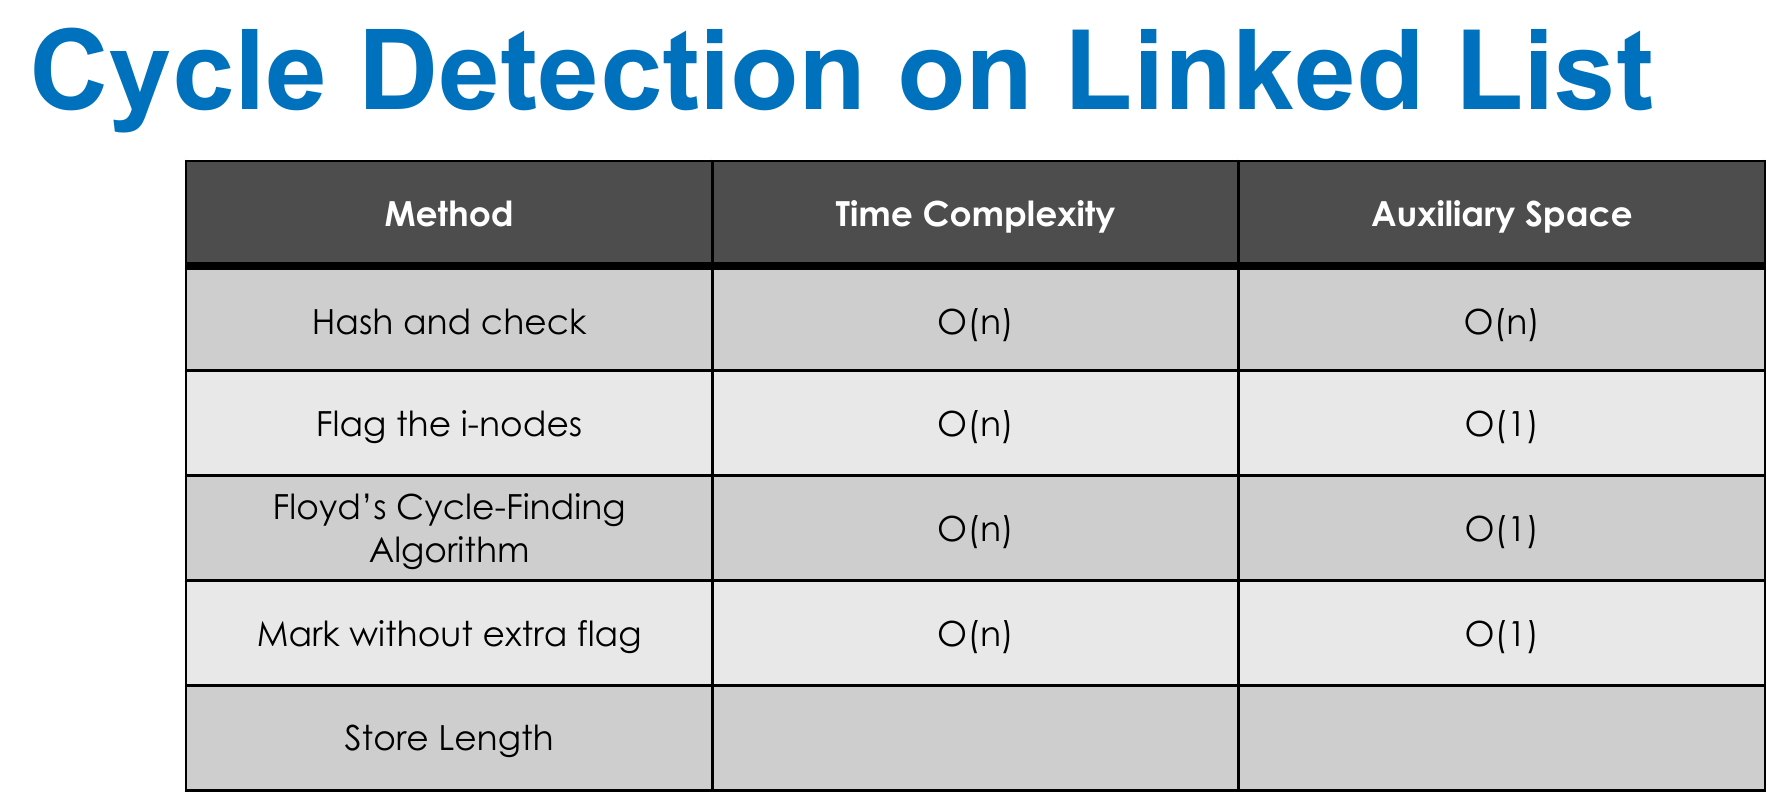 Cycle Detection on Linked List
Method Time Complexity Auxiliary Space
Hash and check O(n) O(n)
Flag the i-nodes O(n) O(1)
Floyd’s Cycle-Finding
Algorithm O(n) O(1)
Mark without extra flag O(n) O(1)
Store Length